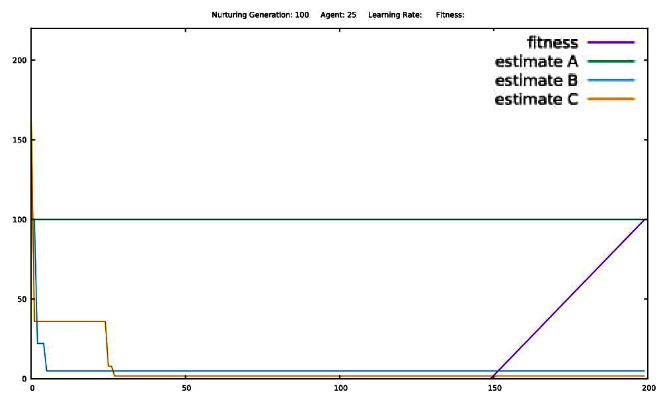 Nurturing Generation: 100 Agent: 25 Learning Rate: Fitness:
fitness
estimate A
estimate B
estimate C
200
150
100
50
0
0 50 100 150 200